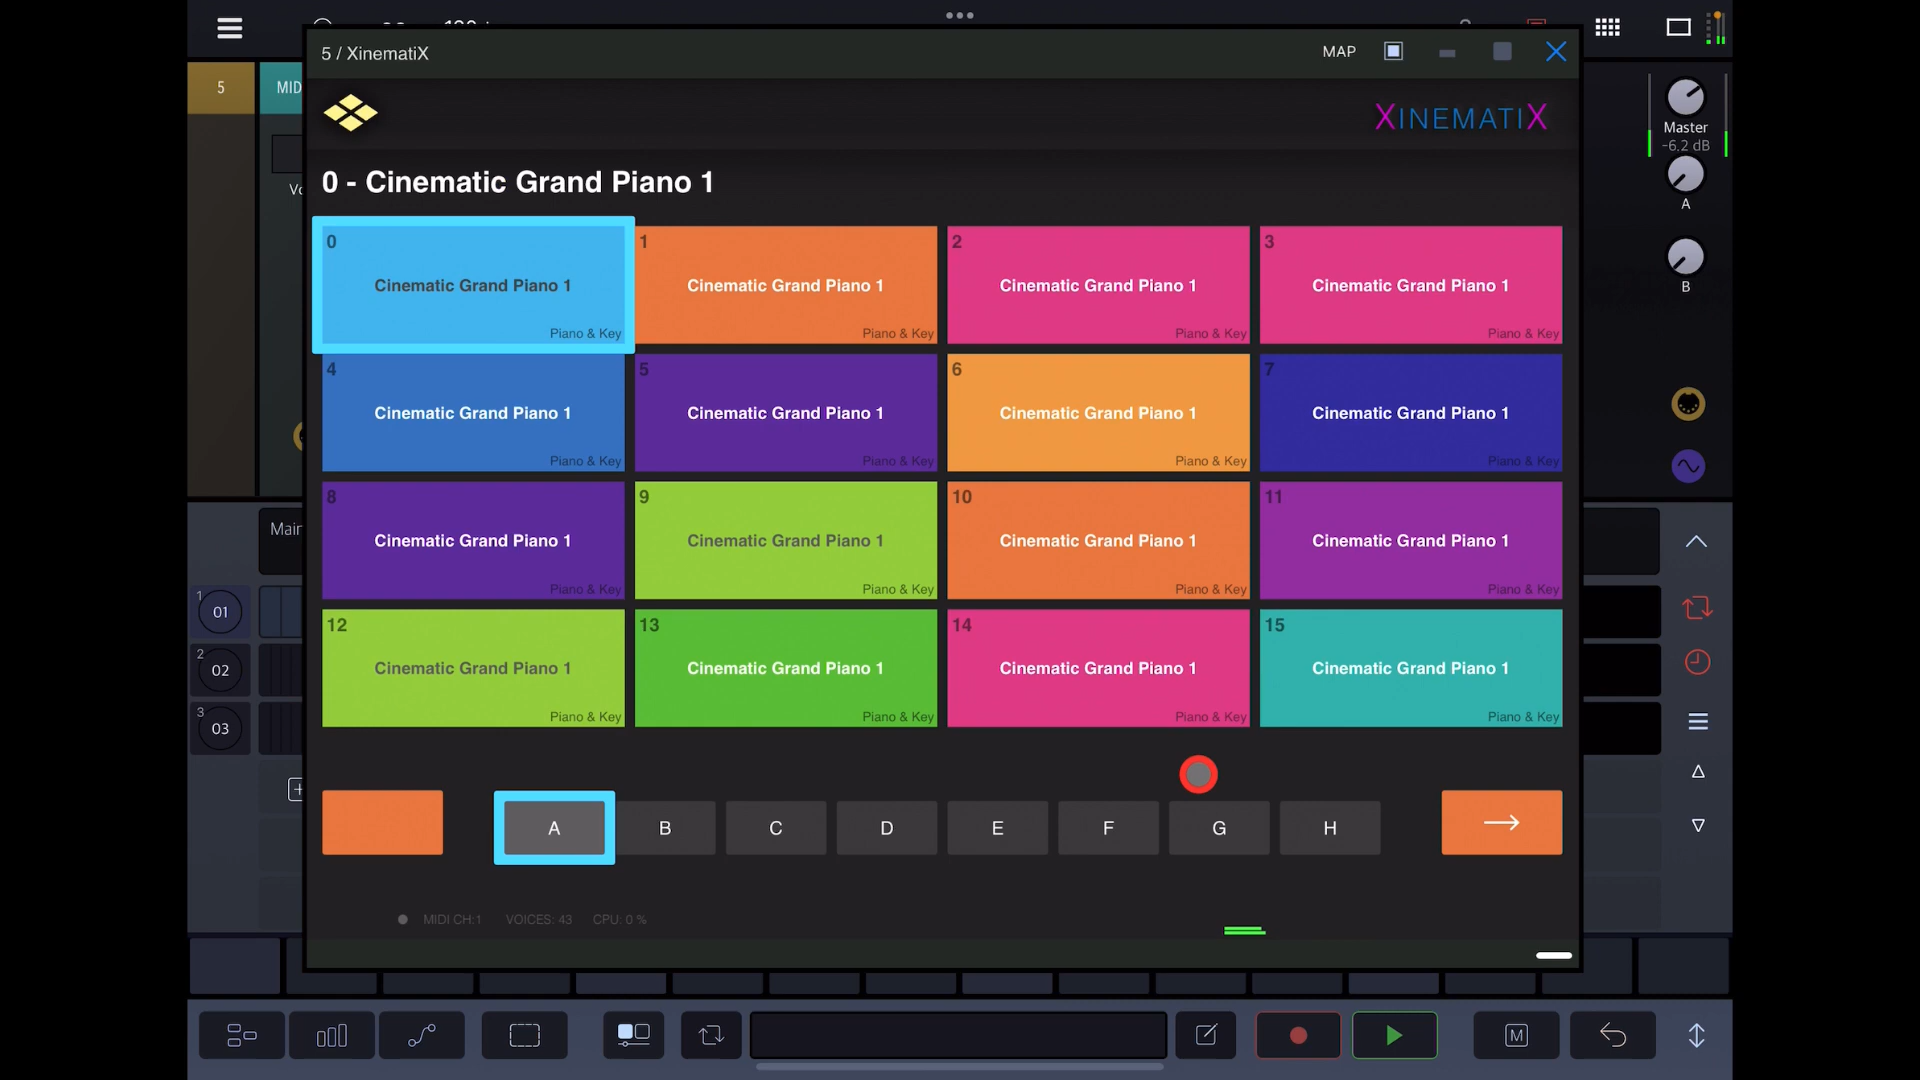 5 / XinematiX
MAP
5
MID
XINEMATIX
Master
-6.2 dB
A
B
0 - Cinematic Grand Piano 1
0
Cinematic Grand Piano 1
Piano & Key
1
Cinematic Grand Piano 1
Piano & Key
2
Cinematic Grand Piano 1
Piano & Key
3
Cinematic Grand Piano 1
Piano & Key
4
Cinematic Grand Piano 1
Piano & Key
5
Cinematic Grand Piano 1
Piano & Key
6
Cinematic Grand Piano 1
Piano & Key
7
Cinematic Grand Piano 1
Piano & Key
8
Cinematic Grand Piano 1
Piano & Key
9
Cinematic Grand Piano 1
Piano & Key
10
Cinematic Grand Piano 1
Piano & Key
11
Cinematic Grand Piano 1
Piano & Key
12
Cinematic Grand Piano 1
Piano & Key
13
Cinematic Grand Piano 1
Piano & Key
14
Cinematic Grand Piano 1
Piano & Key
15
Cinematic Grand Piano 1
Piano & Key
Main
1 01
2 02
3 03
A B C D E F G H
MIDI CH:1 VOICES: 43 CPU: 0 %
M